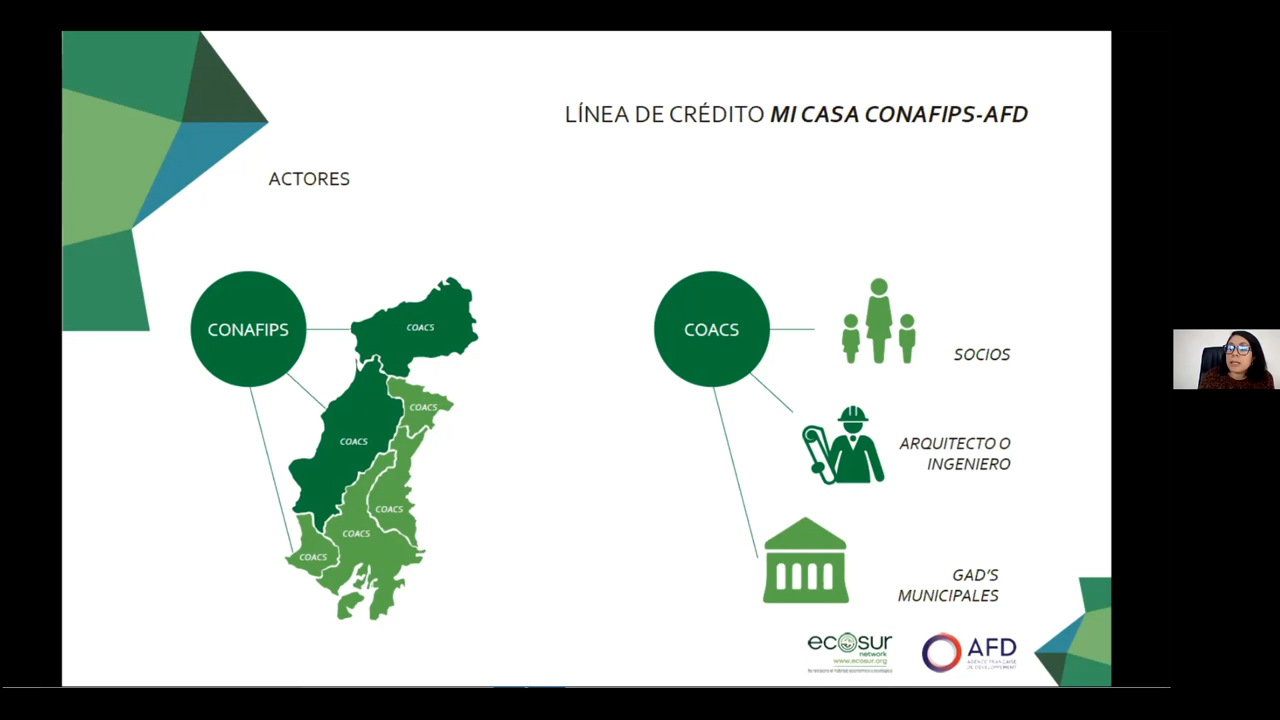 LÍNEA DE CRÉDITO MI CASA CONAFIPS-AFD
ACTORES
CONAFIPS
COACS
COACS
COACS
COACS
COACS
COACS
COACS
SOCIOS
ARQUITECTO O
INGENIERO
GAD'S
MUNICIPALES
ecosur
network
www.ecosur.org
AFD
AGENCE FRANÇAISE
DE DÉVELOPPEMENT